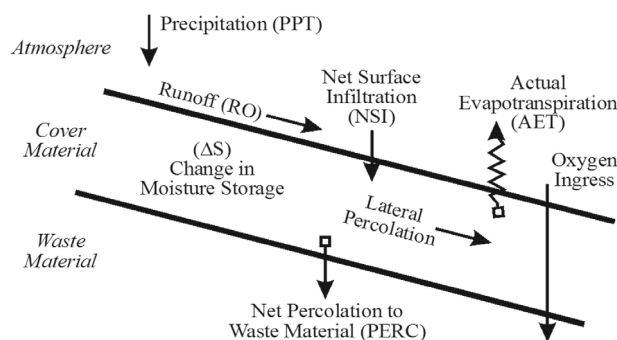 Precipitation (PPT)
Atmosphere
Runoff (RO)
Net Surface
Infiltration
(NSI)
Actual
Evapotranspiration
(AET)
Cover
Material
(ΔS)
Change in
Moisture Storage
Oxygen
Ingress
Lateral
Percolation
Waste
Material
Net Percolation to
Waste Material (PERC)